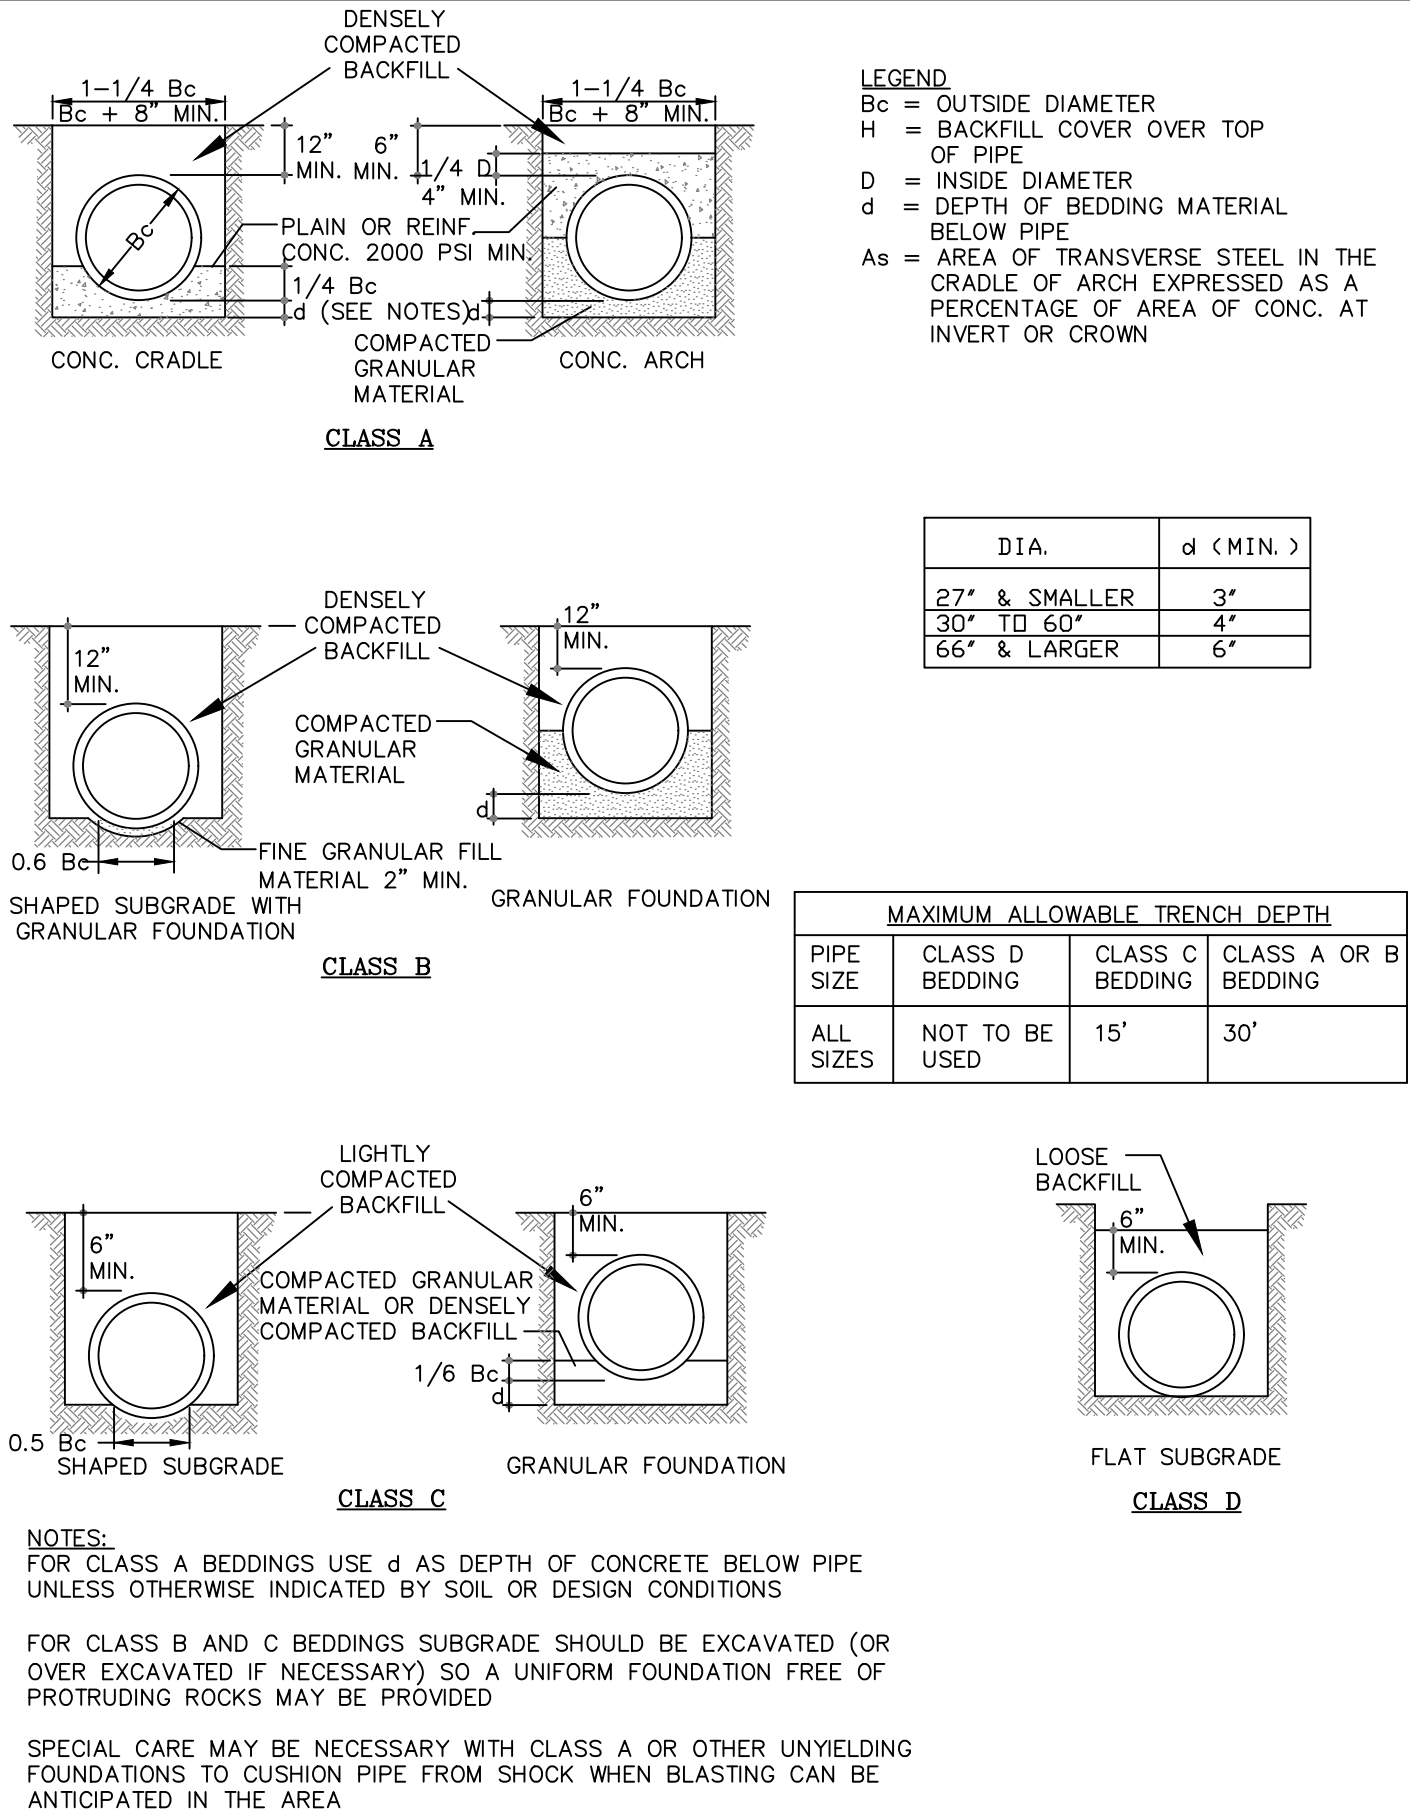 DENSELY
COMPACTED
BACKFILL
1-1/4 Bc
Bc + 8" MIN.
1-1/4 Bc
Bc + 8" MIN.
12"
MIN.
6"
MIN.
1/4 D
4" MIN.
Bc
PLAIN OR REINF.
CONC. 2000 PSI MIN.
1/4 Bc
d (SEE NOTES)
d
COMPACTED
GRANULAR
MATERIAL
CONC. CRADLE
CONC. ARCH
CLASS A
LEGEND
Bc = OUTSIDE DIAMETER
H = BACKFILL COVER OVER TOP
OF PIPE
D = INSIDE DIAMETER
d = DEPTH OF BEDDING MATERIAL
BELOW PIPE
As = AREA OF TRANSVERSE STEEL IN THE
CRADLE OF ARCH EXPRESSED AS A
PERCENTAGE OF AREA OF CONC. AT
INVERT OR CROWN
DIA. d (MIN.)
27" & SMALLER 3"
30" TO 60" 4"
66" & LARGER 6"
DENSELY
COMPACTED
BACKFILL
12"
MIN.
12"
MIN.
COMPACTED
GRANULAR
MATERIAL
d
0.6 Bc
FINE GRANULAR FILL
MATERIAL 2" MIN.
SHAPED SUBGRADE WITH
GRANULAR FOUNDATION
GRANULAR FOUNDATION
CLASS B
MAXIMUM ALLOWABLE TRENCH DEPTH
PIPE
SIZE
CLASS D
BEDDING
CLASS C
BEDDING
CLASS A OR B
BEDDING
ALL
SIZES
NOT TO BE
USED
15'
30'
LIGHTLY
COMPACTED
BACKFILL
6"
MIN.
6"
MIN.
COMPACTED GRANULAR
MATERIAL OR DENSELY
COMPACTED BACKFILL
1/6 Bc
d
0.5 Bc
SHAPED SUBGRADE
GRANULAR FOUNDATION
CLASS C
LOOSE
BACKFILL
6"
MIN.
FLAT SUBGRADE
CLASS D
NOTES:
FOR CLASS A BEDDINGS USE d AS DEPTH OF CONCRETE BELOW PIPE
UNLESS OTHERWISE INDICATED BY SOIL OR DESIGN CONDITIONS
FOR CLASS B AND C BEDDINGS SUBGRADE SHOULD BE EXCAVATED (OR
OVER EXCAVATED IF NECESSARY) SO A UNIFORM FOUNDATION FREE OF
PROTRUDING ROCKS MAY BE PROVIDED
SPECIAL CARE MAY BE NECESSARY WITH CLASS A OR OTHER UNYIELDING
FOUNDATIONS TO CUSHION PIPE FROM SHOCK WHEN BLASTING CAN BE
ANTICIPATED IN THE AREA